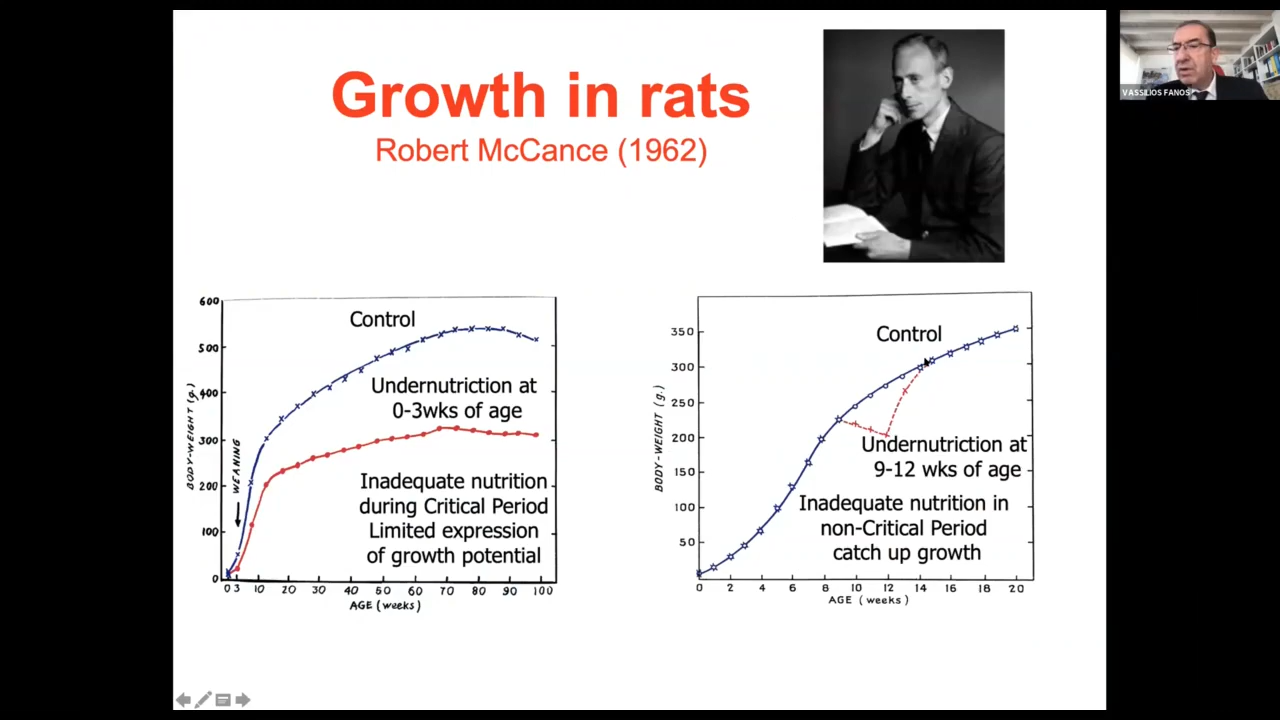 Growth in rats
Robert McCance (1962)
VASSILIOS FANOS
600
500
400
300
200
100
0
BODY-WEIGHT (g.)
WEANING
Control
Undernutriction at
0-3wks of age
Inadequate nutrition
during Critical Period
Limited expression
of growth potential
0 3 10 20 30 40 50 60 70 80 90 100
AGE (weeks)
350
300
250
200
150
100
50
BODY-WEIGHT (g.)
Control
Undernutriction at
9-12 wks of age
Inadequate nutrition in
non-Critical Period
catch up growth
0 2 4 6 8 10 12 14 16 18 20
AGE (weeks)